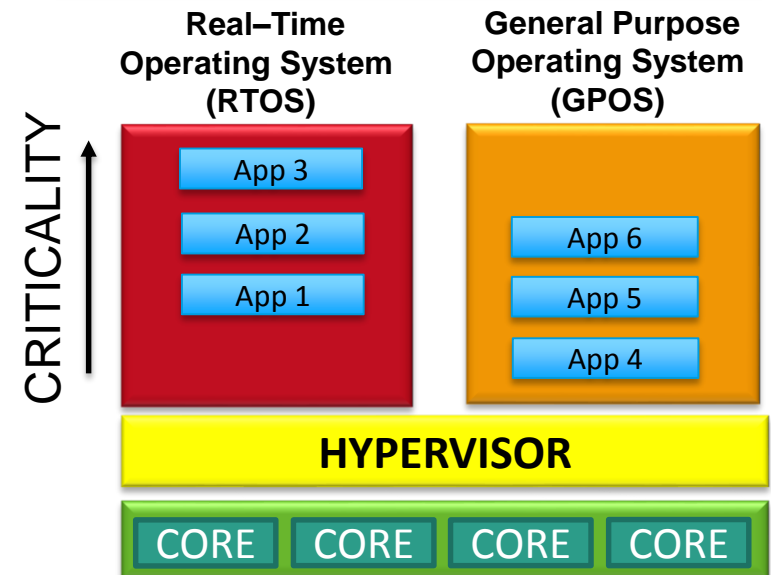 Real–Time
Operating System
(RTOS)
General Purpose
Operating System
(GPOS)
CRITICALITY
App 3
App 2
App 1
App 6
App 5
App 4
HYPERVISOR
CORE CORE CORE CORE